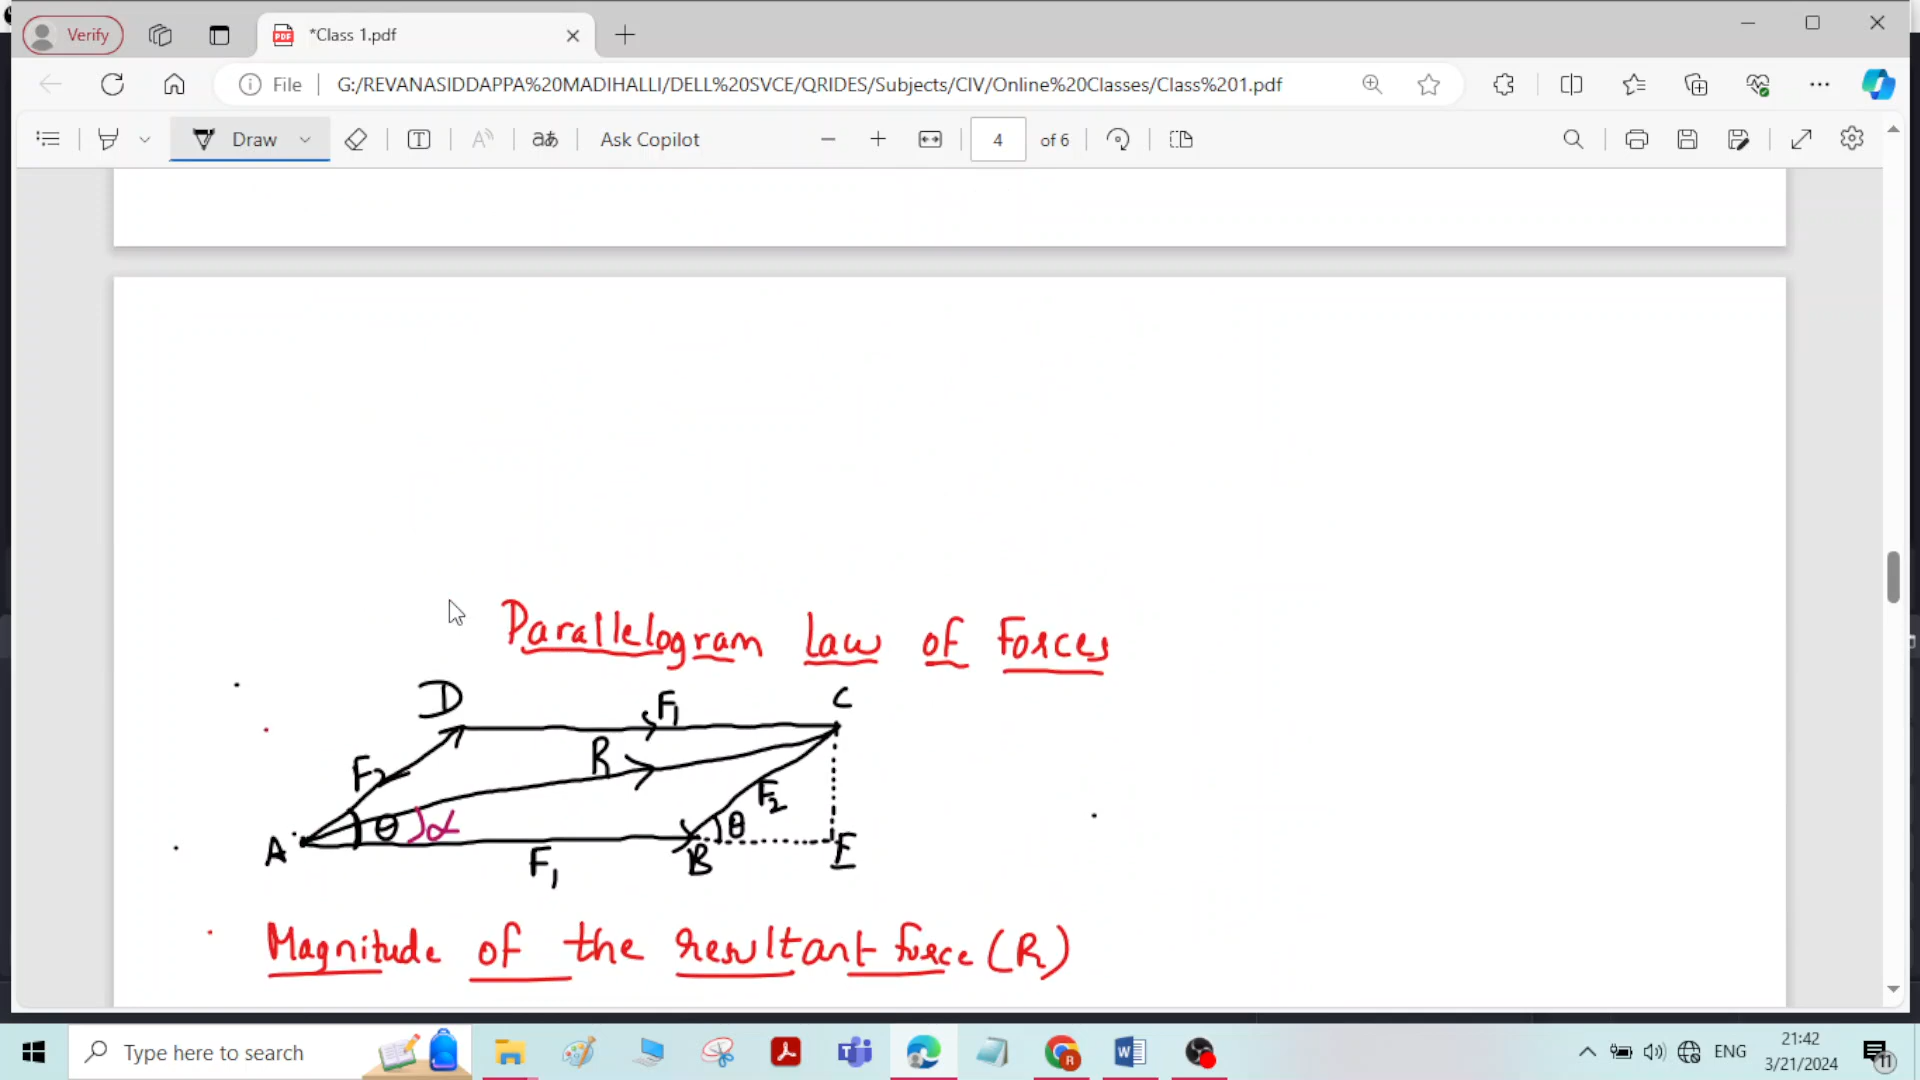 Verify
*Class 1.pdf
File
G:/REVANASIDDAPPA%20MADIHALLI/DELL%20SVCE/QRIDES/Subjects/CIV/Online%20Classes/Class%201.pdf
Draw
Ask Copilot
4 of 6
Parallelogram Law of Forces
D
F1
C
R
F2
F2
θ
α
θ
A
F1
B
E
Magnitude of the resultant force (R)
Type here to search
ENG
21:42
3/21/2024
11